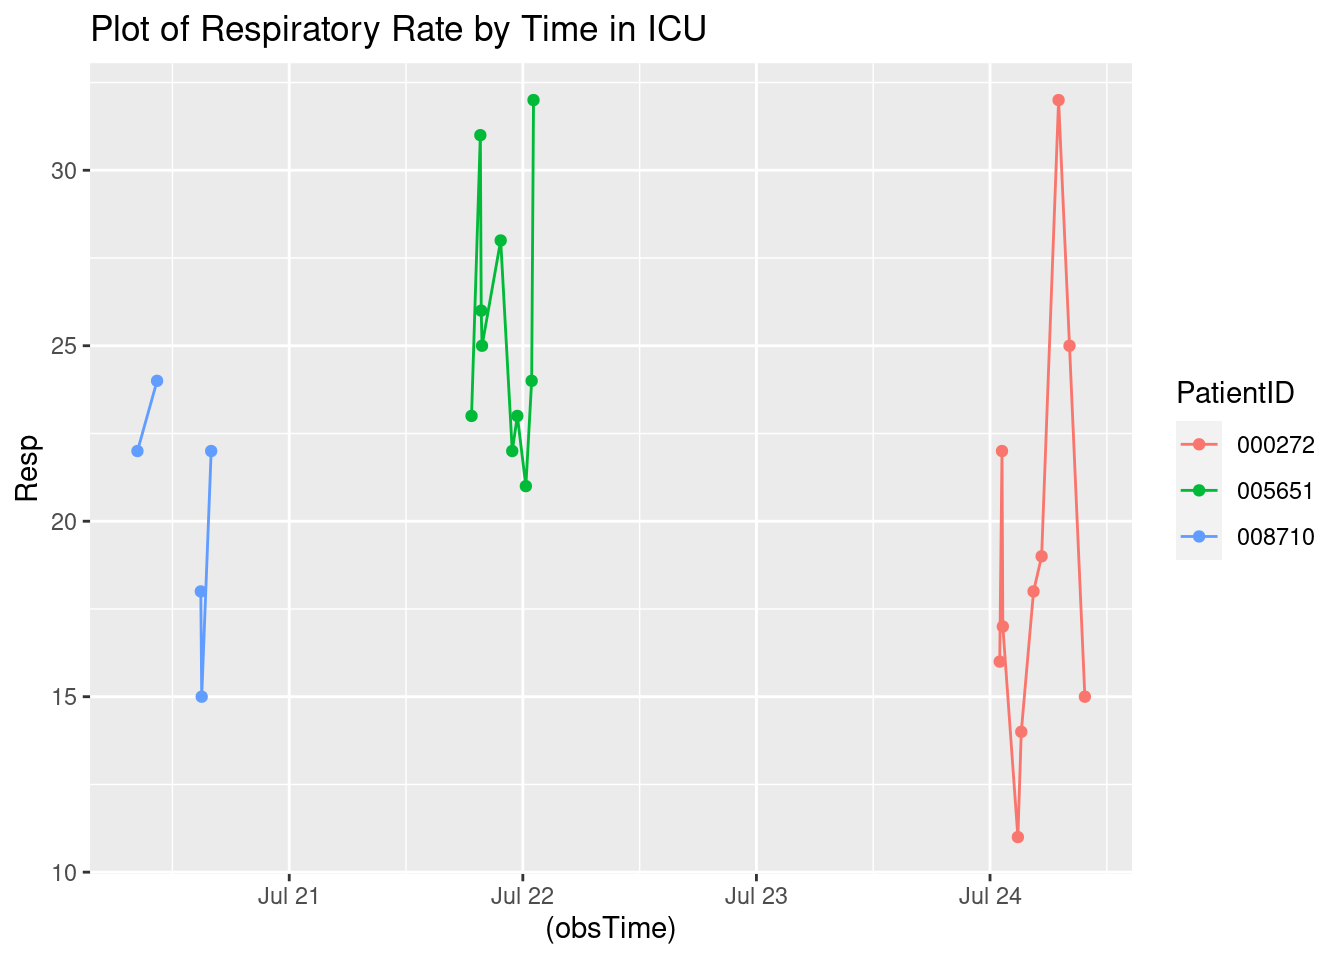 Plot of Respiratory Rate by Time in ICU
30
25
20
15
10
Resp
Jul 21
Jul 22
Jul 23
Jul 24
(obsTime)
PatientID
000272
005651
008710